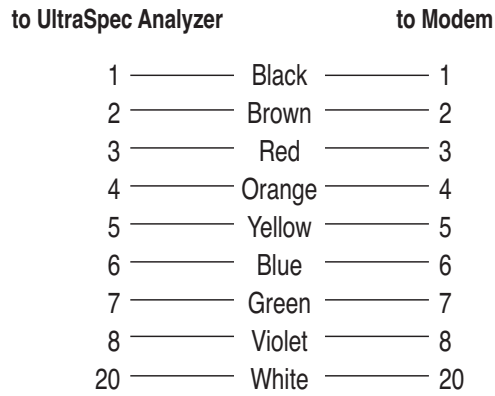 to UltraSpec Analyzer to Modem
1 Black 1
2 Brown 2
3 Red 3
4 Orange 4
5 Yellow 5
6 Blue 6
7 Green 7
8 Violet 8
20 White 20